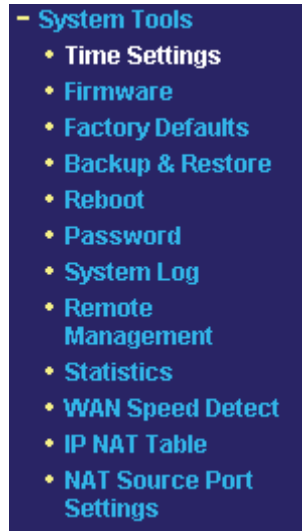 – System Tools
• Time Settings
• Firmware
• Factory Defaults
• Backup & Restore
• Reboot
• Password
• System Log
• Remote
Management
• Statistics
• WAN Speed Detect
• IP NAT Table
• NAT Source Port
Settings